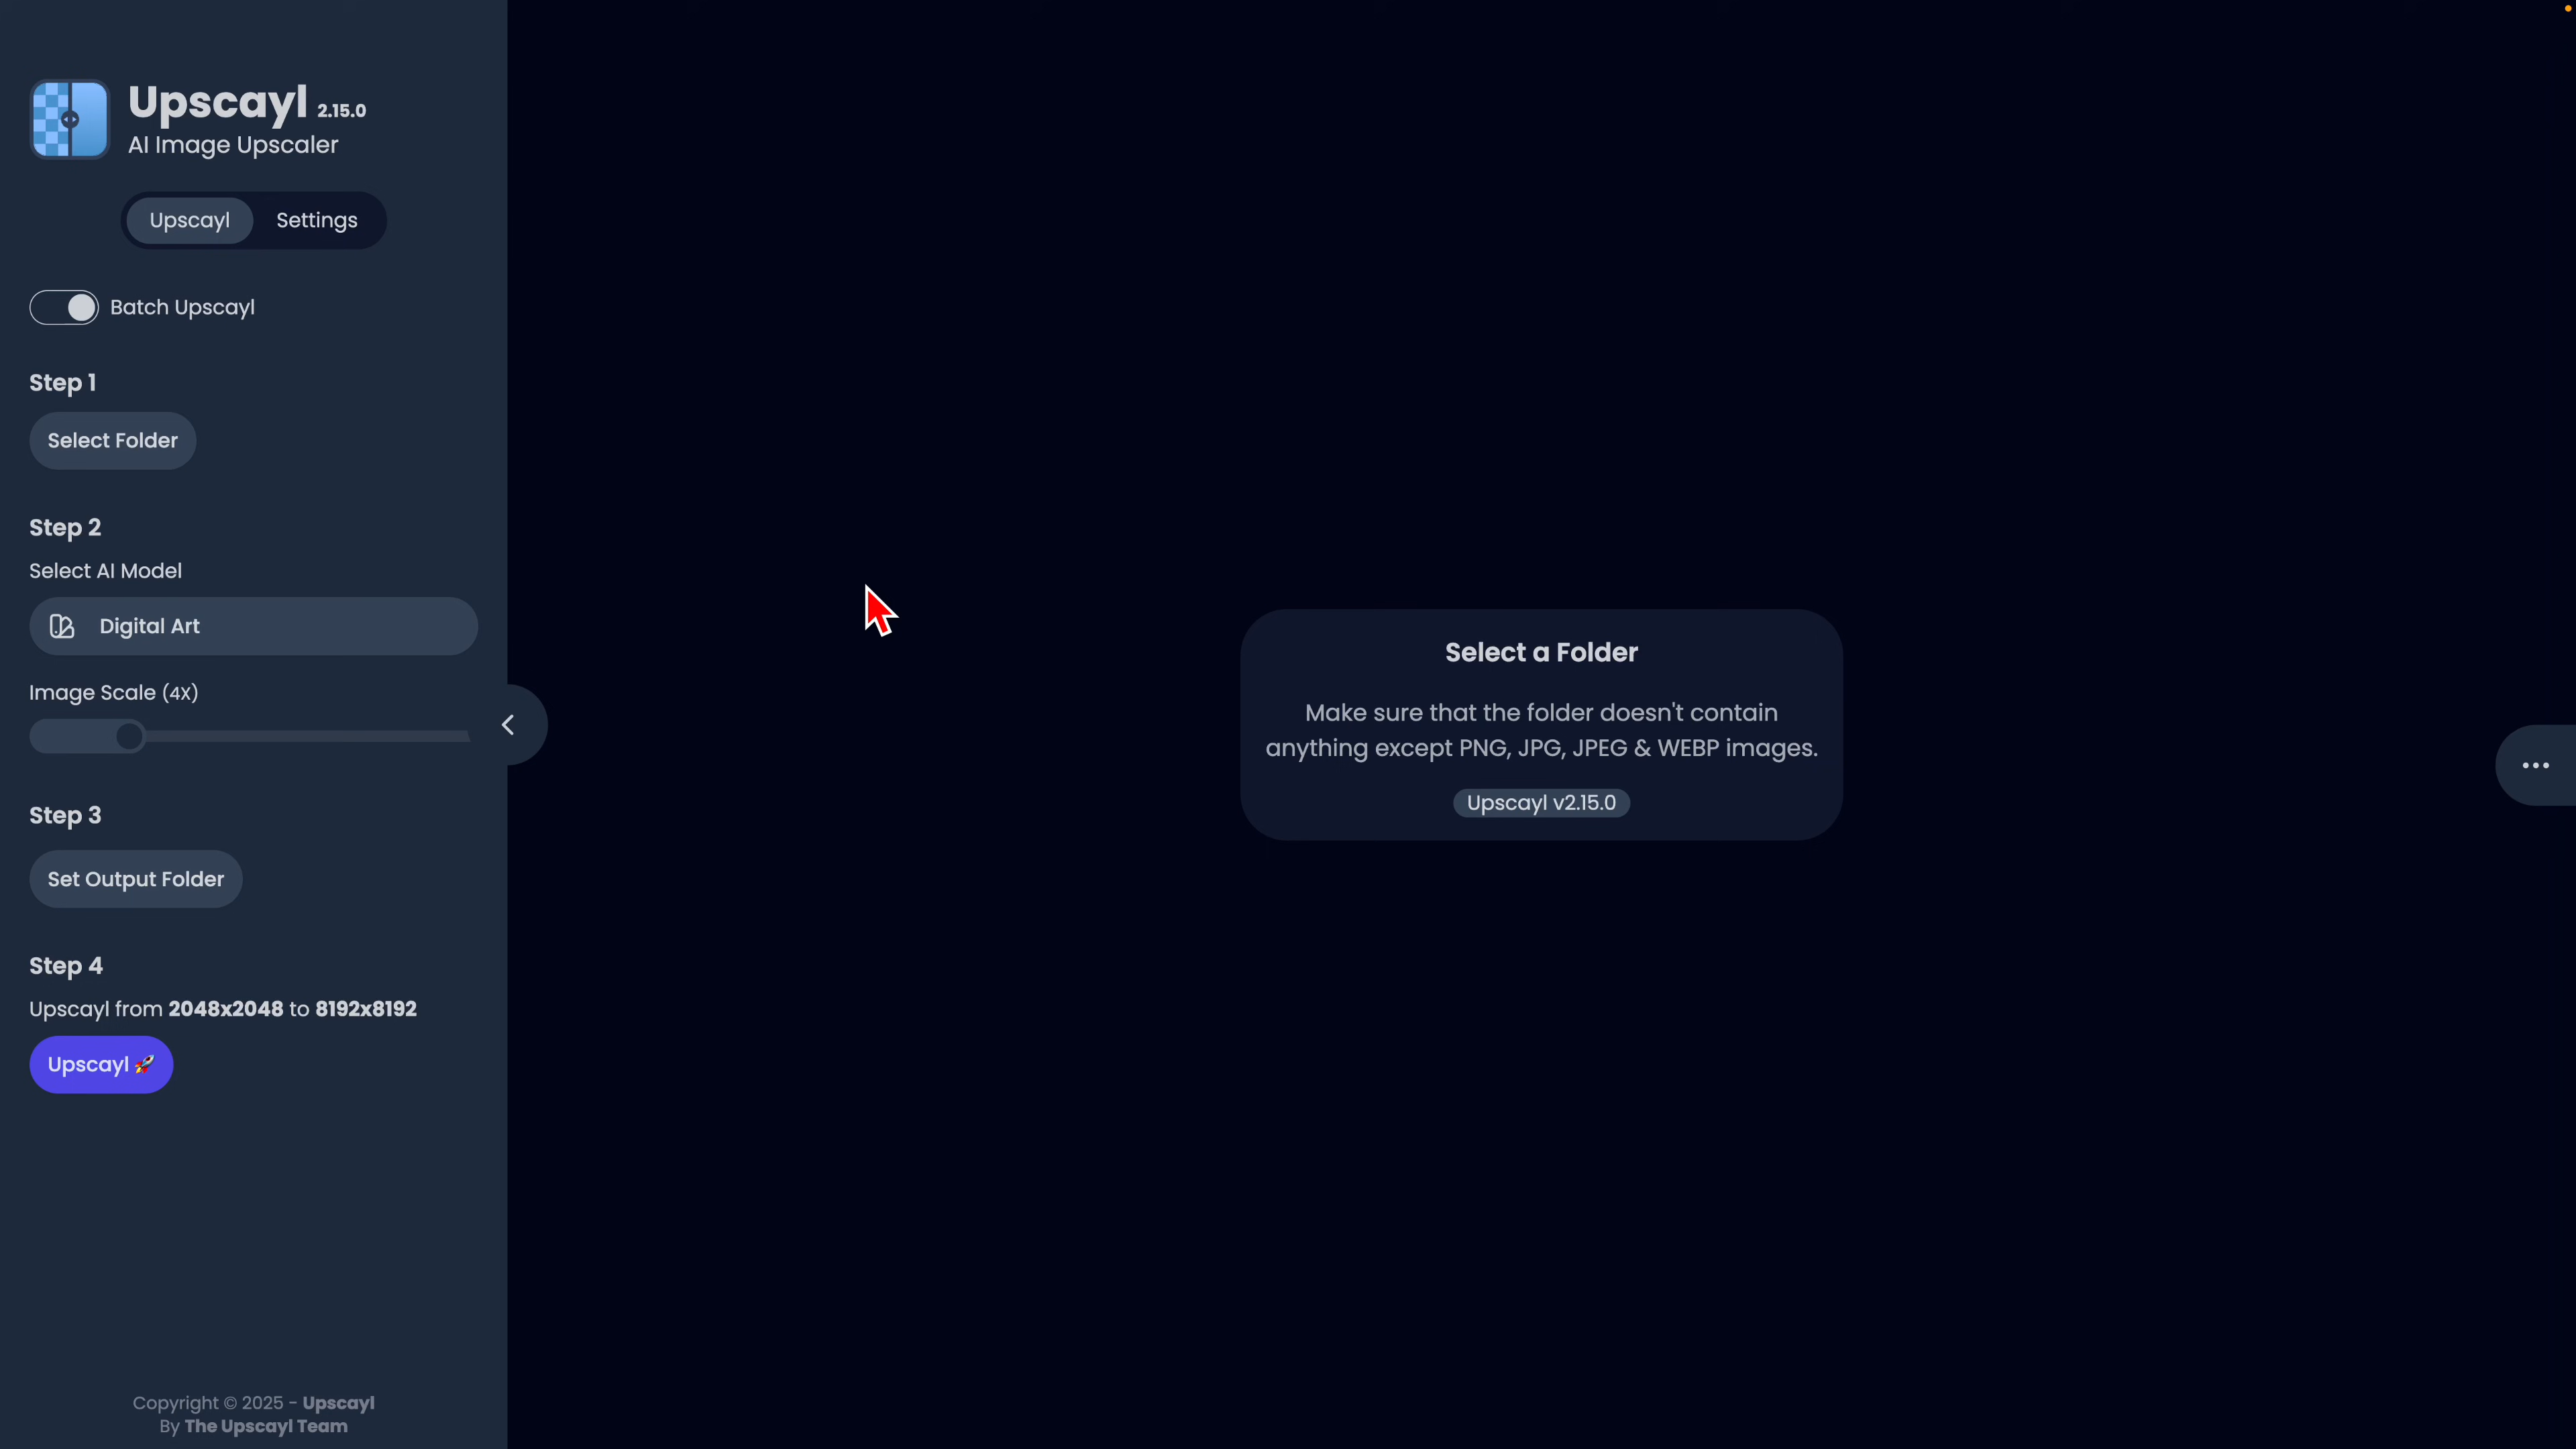 Upscayl 2.15.0
AI Image Upscaler
Upscayl
Settings
Batch Upscayl
Step 1
Select Folder
Step 2
Select AI Model
Digital Art
Image Scale (4X)
Step 3
Set Output Folder
Step 4
Upscayl from 2048x2048 to 8192x8192
Upscayl 🚀
Copyright © 2025 - Upscayl
By The Upscayl Team
Select a Folder
Make sure that the folder doesn't contain
anything except PNG, JPG, JPEG & WEBP images.
Upscayl v2.15.0